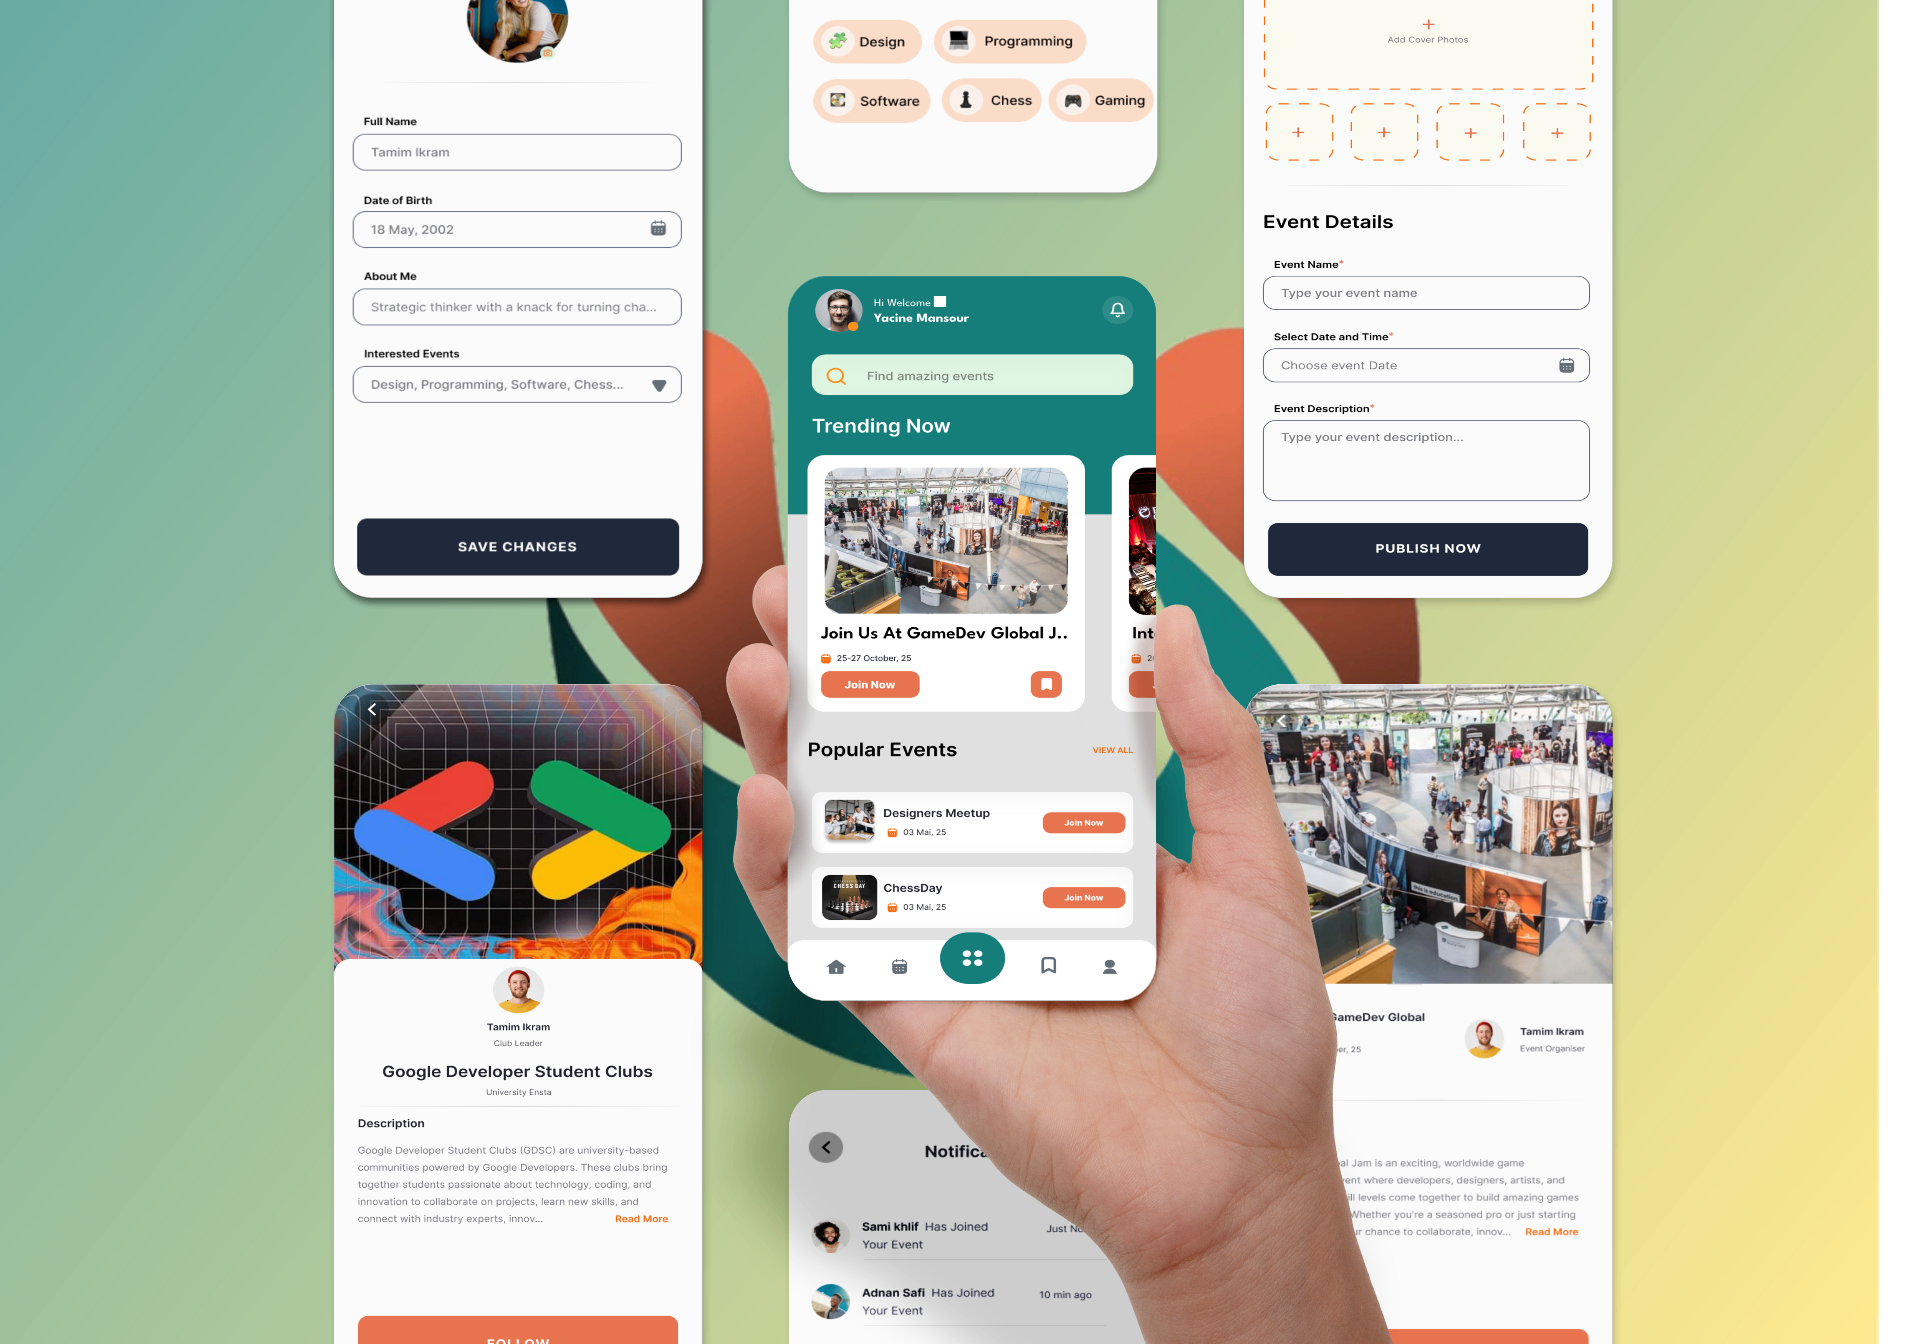 Full Name
Tamim Ikram
Date of Birth
18 May, 2002
About Me
Strategic thinker with a knack for turning cha...
Interested Events
Design, Programming, Software, Chess...
SAVE CHANGES
Design
Programming
Software
Chess
Gaming
Add Cover Photos
Event Details
Event Name*
Type your event name
Select Date and Time*
Choose event Date
Event Description*
Type your event description...
PUBLISH NOW
Hi Welcome
Yacine Mansour
Find amazing events
Trending Now
Join Us At GameDev Global J..
25-27 October, 25
Join Now
Int
Popular Events
VIEW ALL
Designers Meetup
03 Mai, 25
Join Now
CHESS DAY
ChessDay
03 Mai, 25
Join Now
Tamim Ikram
Club Leader
Google Developer Student Clubs
University Ensta
Description
Google Developer Student Clubs (GDSC) are university-based
communities powered by Google Developers. These clubs bring
together students passionate about technology, coding, and
innovation to collaborate on projects, learn new skills, and
connect with industry experts, innov...
Read More
FOLLOW
Notifica
Sami khlif Has Joined
Your Event
Just No
Adnan Safi Has Joined
Your Event
10 min ago
this is education
GameDev Global
er, 25
Tamim Ikram
Event Organiser
al Jam is an exciting, worldwide game
ent where developers, designers, artists, and
ill levels come together to build amazing games
Whether you're a seasoned pro or just starting
ur chance to collaborate, innov...
Read More